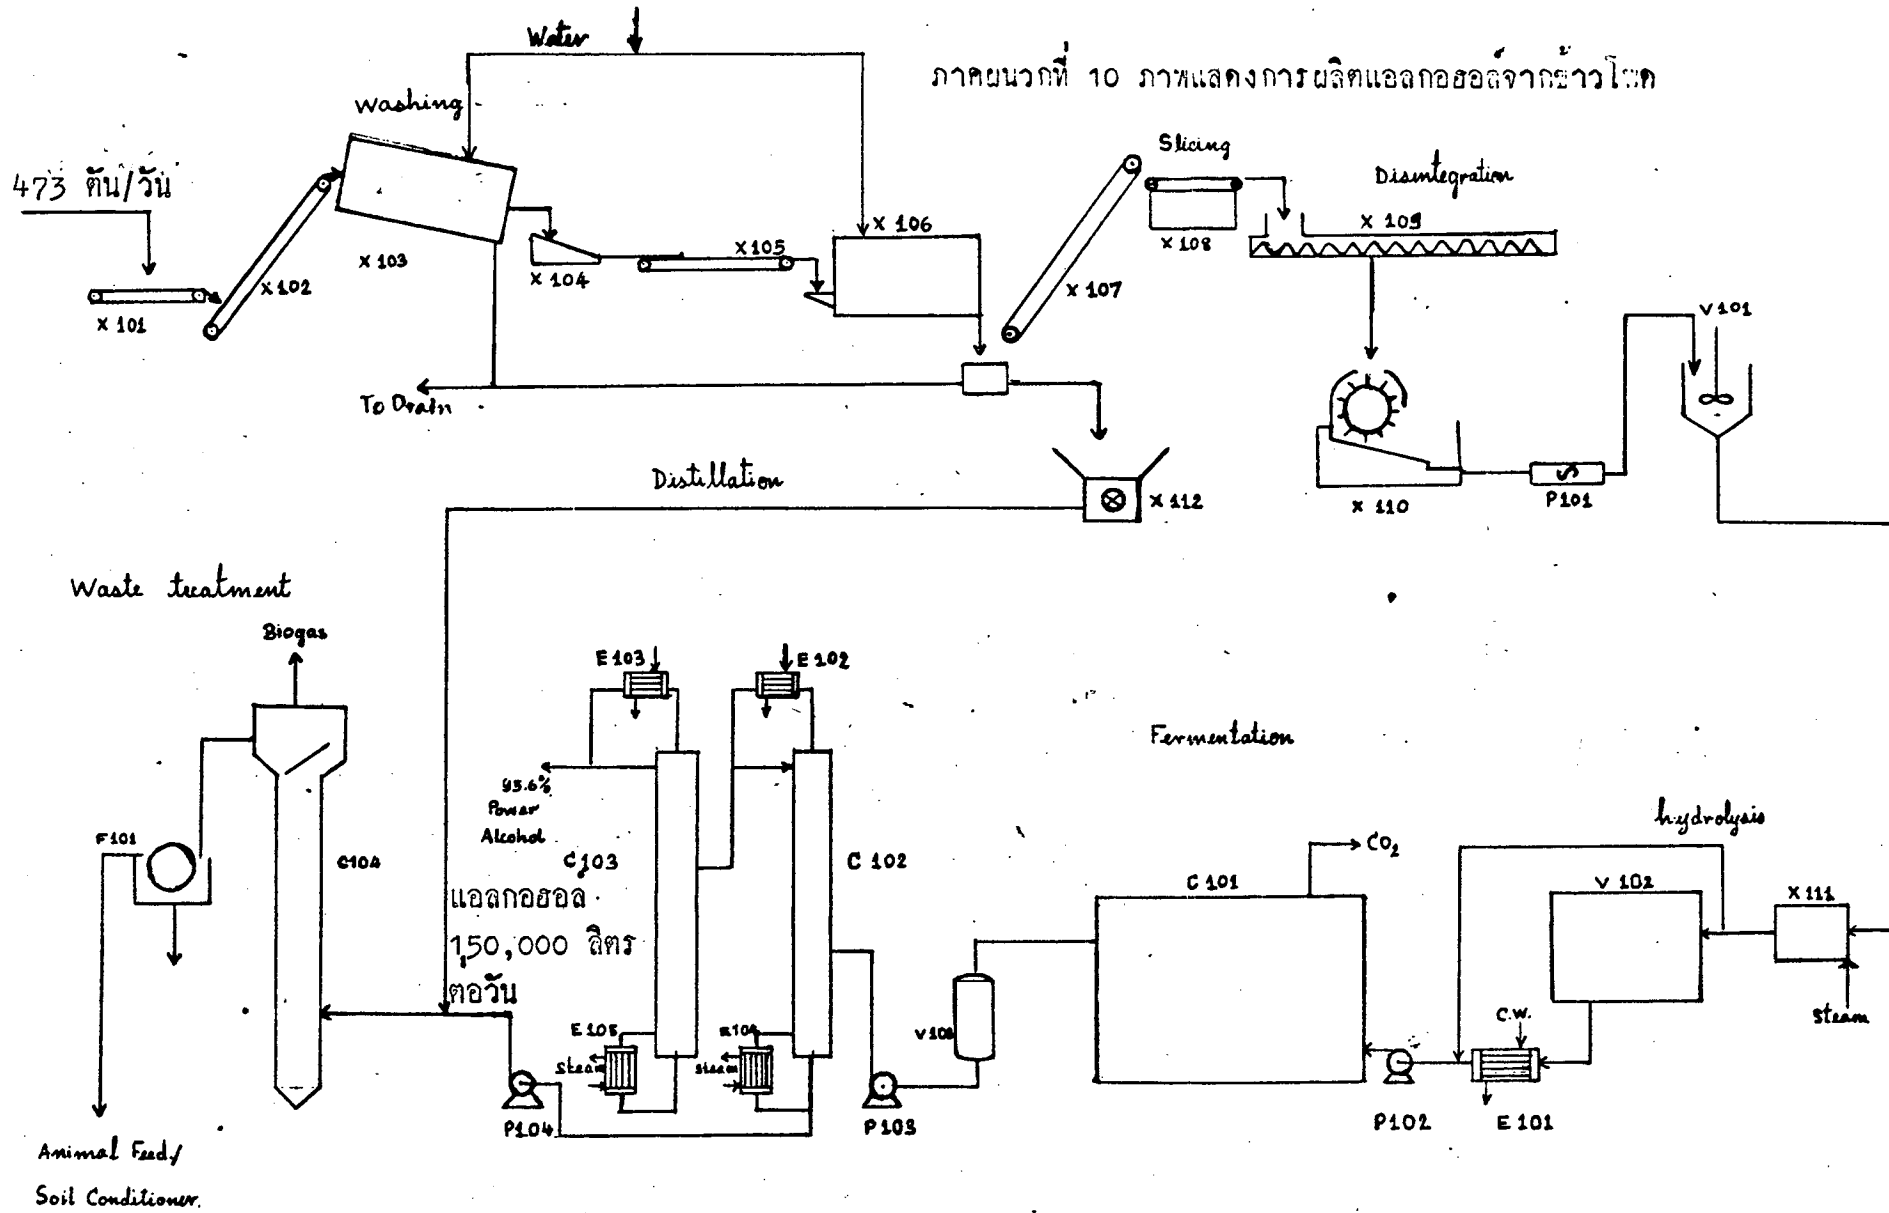 Water
ภาคผนวกที่ 10 ภาพแสดงการผลิตแอลกอฮอล์จากข้าวโพด
Washing
Slicing
473 ตัน/วัน
Disintegration
X 101
X 102
X 103
X 104
X 105
X 106
X 107
X 108
X 109
V 101
To Drain
Distillation
X 112
X 110
P101
Waste treatment
Biogas
E 103
E 102
Fermentation
95.6%
Power
Alcohol
hydrolysis
F101
C104
C 103
C 102
CO2
C 101
V 102
X 111
แอลกอฮอล
150,000 ลิตร
ตอวัน
E 105
E 104
V 103
C.W.
Steam
Steam
Steam
P104
P103
P102
E 101
Animal Feed/
Soil Conditioner.